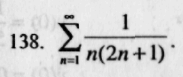 138. $\sum_{n=1}^{\infty} \frac{1}{n(2n+1)}$.